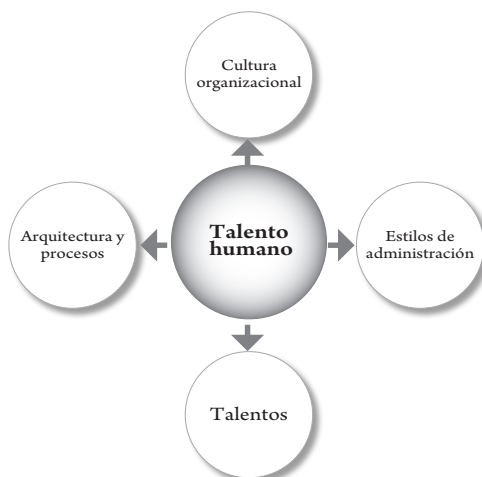 Cultura
organizacional
Arquitectura y
procesos
Talento
humano
Estilos de
administración
Talentos